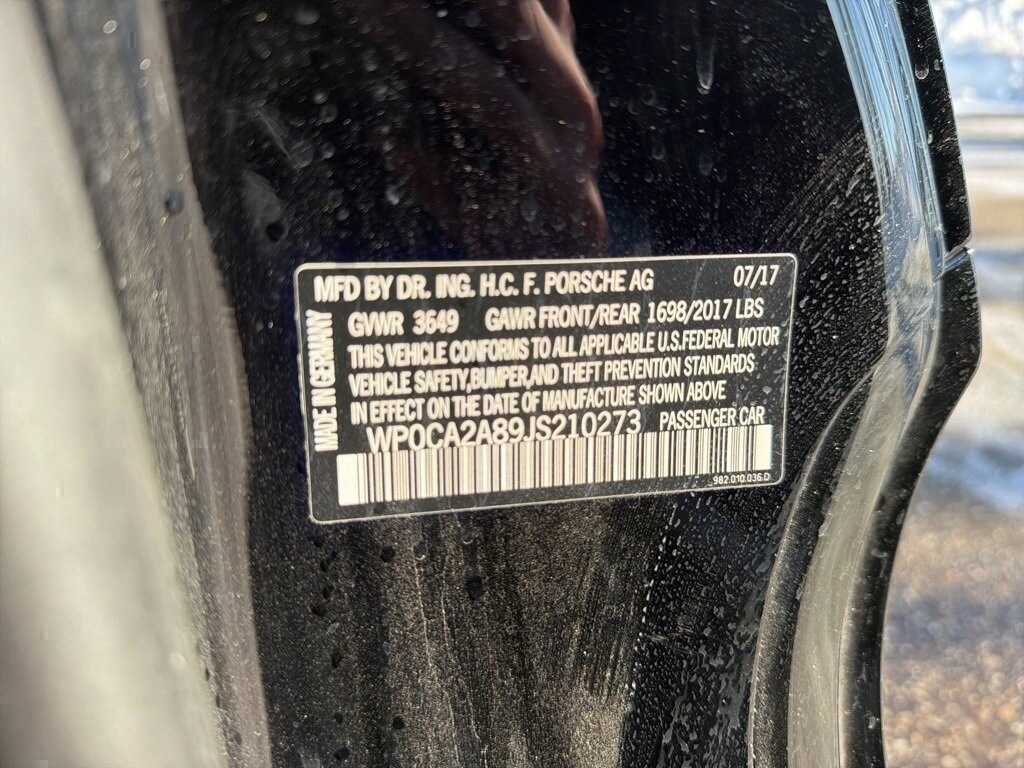 MFD BY DR. ING. H.C. F. PORSCHE AG 07/17
GVWR 3649 GAWR FRONT/REAR 1698/2017 LBS
THIS VEHICLE CONFORMS TO ALL APPLICABLE U.S.FEDERAL MOTOR
VEHICLE SAFETY,BUMPER,AND THEFT PREVENTION STANDARDS
IN EFFECT ON THE DATE OF MANUFACTURE SHOWN ABOVE
WP0CA2A89JS210273 PASSENGER CAR
982.010.036.D
MADE IN GERMANY